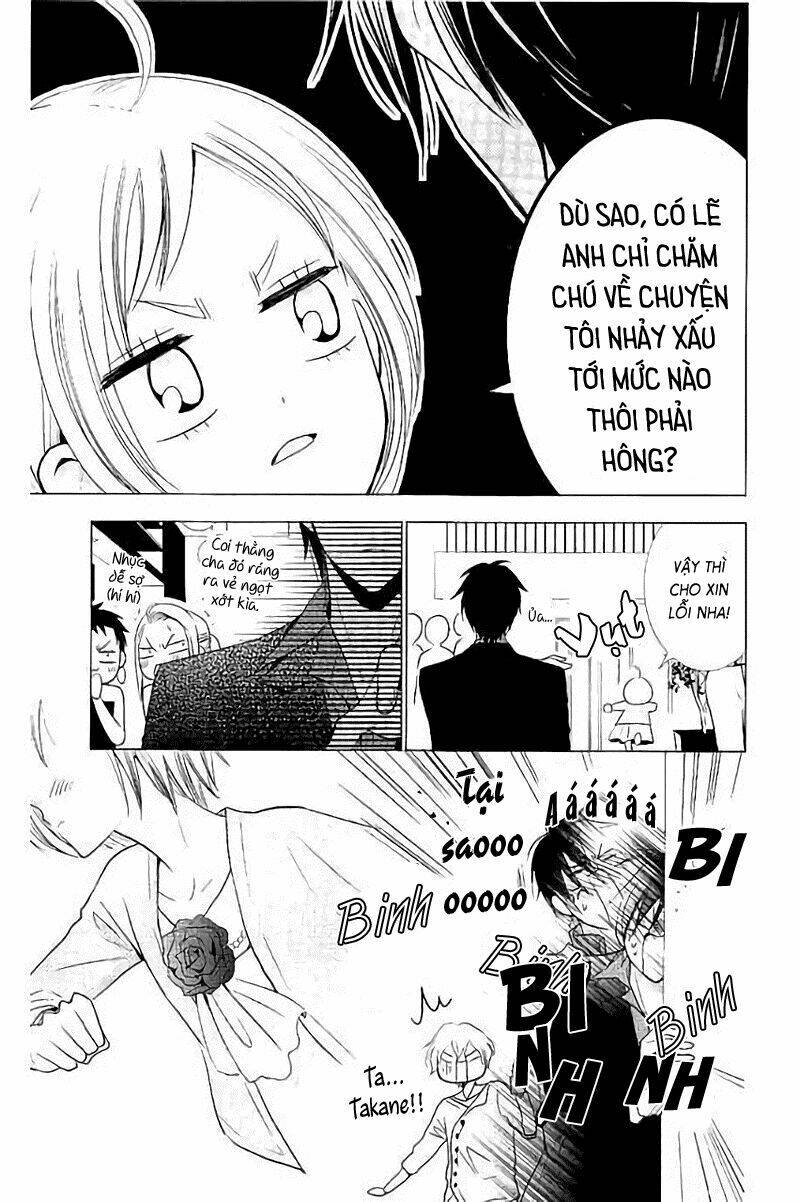 DÙ SAO, CÓ LẼ
ANH CHỈ CHĂM
CHÚ VỀ CHUYỆN
TÔI NHẢY XẤU
TỚI MỨC NÀO
THÔI PHẢI
HÔNG?
VẬY THÌ
CHO XIN
LỖI NHA!
Ủa...
Vụt
Coi thằng
cha đó ráng
ra vẻ ngọt
xớt kìa.
Nhục
dễ sợ
(hí hí)
Aáááááá
Tại
saooo
ooooo
BI
NH
Binh
Binh
BI
NH
Binh
Ta...
Takane!!